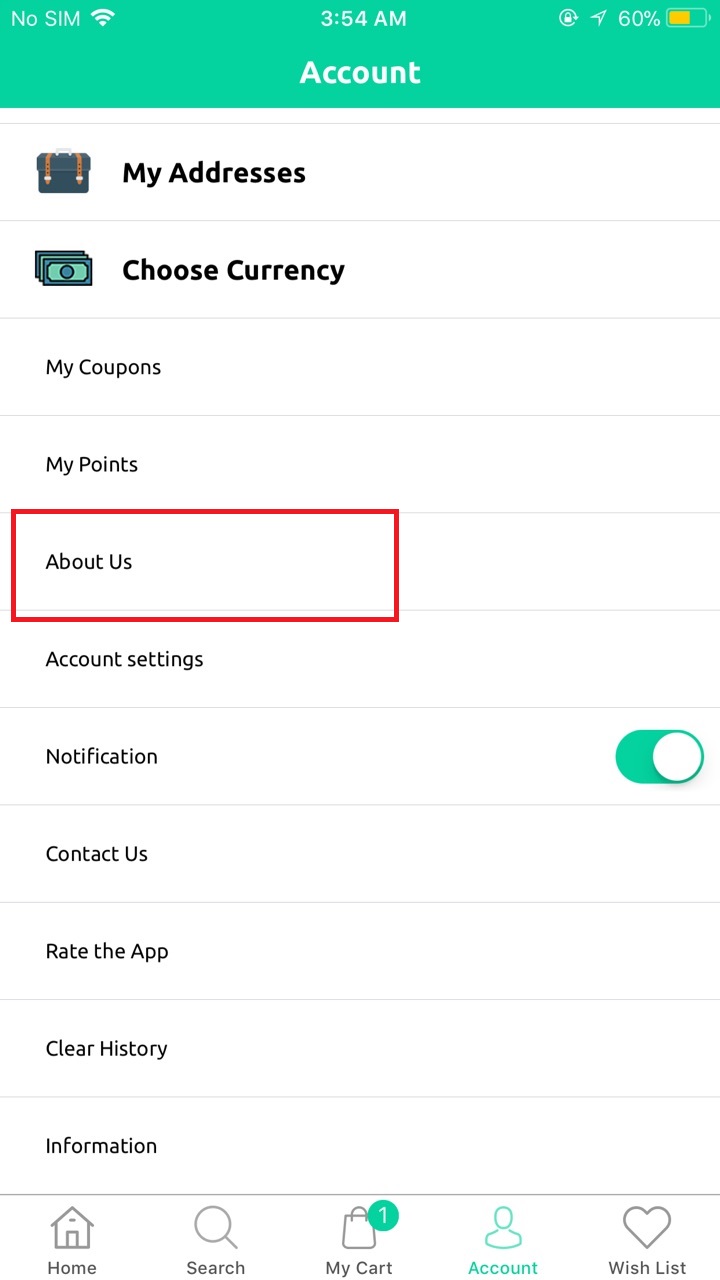 No SIM 3:54 AM 60%
Account
My Addresses
Choose Currency
My Coupons
My Points
About Us
Account settings
Notification
Contact Us
Rate the App
Clear History
Information
1
Home Search My Cart Account Wish List